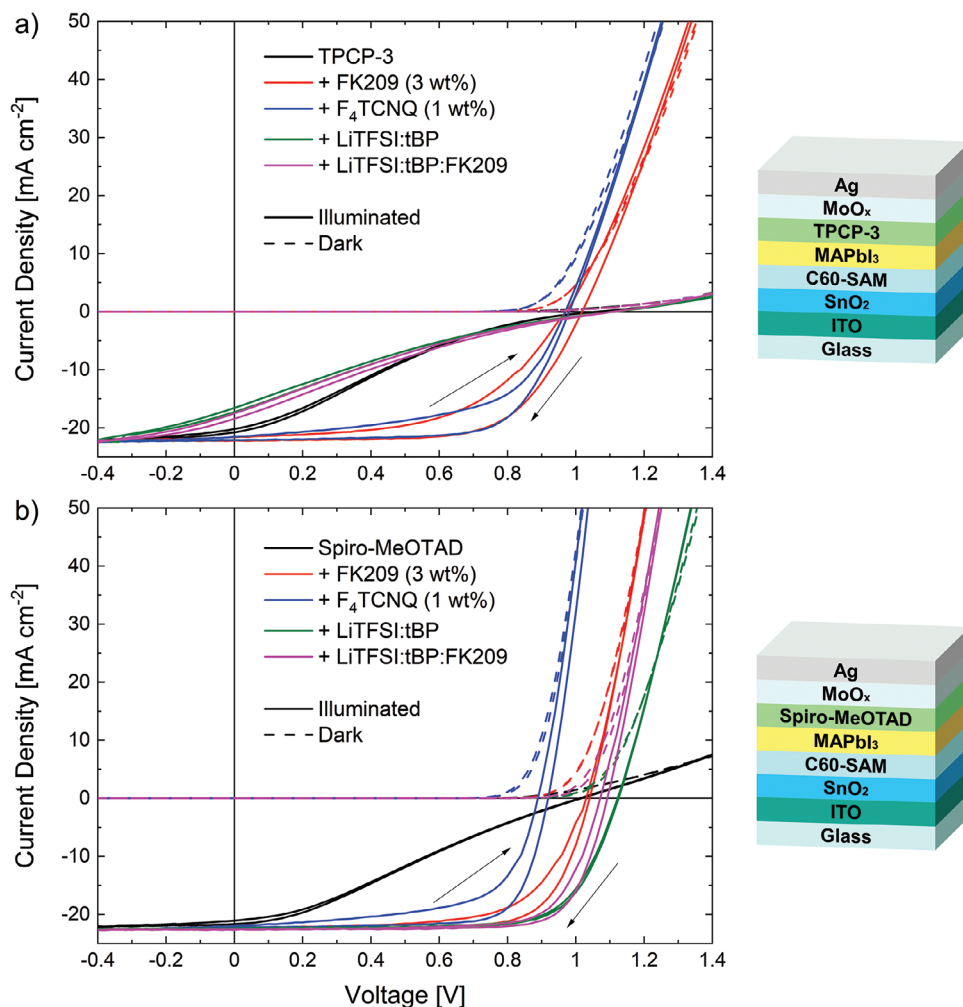 a)
Current Density [mA cm⁻²]
50
40
30
20
10
0
-10
-20
TPCP-3
+ FK209 (3 wt%)
+ F₄TCNQ (1 wt%)
+ LiTFSI:tBP
+ LiTFSI:tBP:FK209
Illuminated
Dark
-0.4 -0.2 0 0.2 0.4 0.6 0.8 1 1.2 1.4
Ag
MoOₓ
TPCP-3
MAPbI₃
C60-SAM
SnO₂
ITO
Glass
b)
Current Density [mA cm⁻²]
50
40
30
20
10
0
-10
-20
Spiro-MeOTAD
+ FK209 (3 wt%)
+ F₄TCNQ (1 wt%)
+ LiTFSI:tBP
+ LiTFSI:tBP:FK209
Illuminated
Dark
-0.4 -0.2 0 0.2 0.4 0.6 0.8 1 1.2 1.4
Voltage [V]
Ag
MoOₓ
Spiro-MeOTAD
MAPbI₃
C60-SAM
SnO₂
ITO
Glass